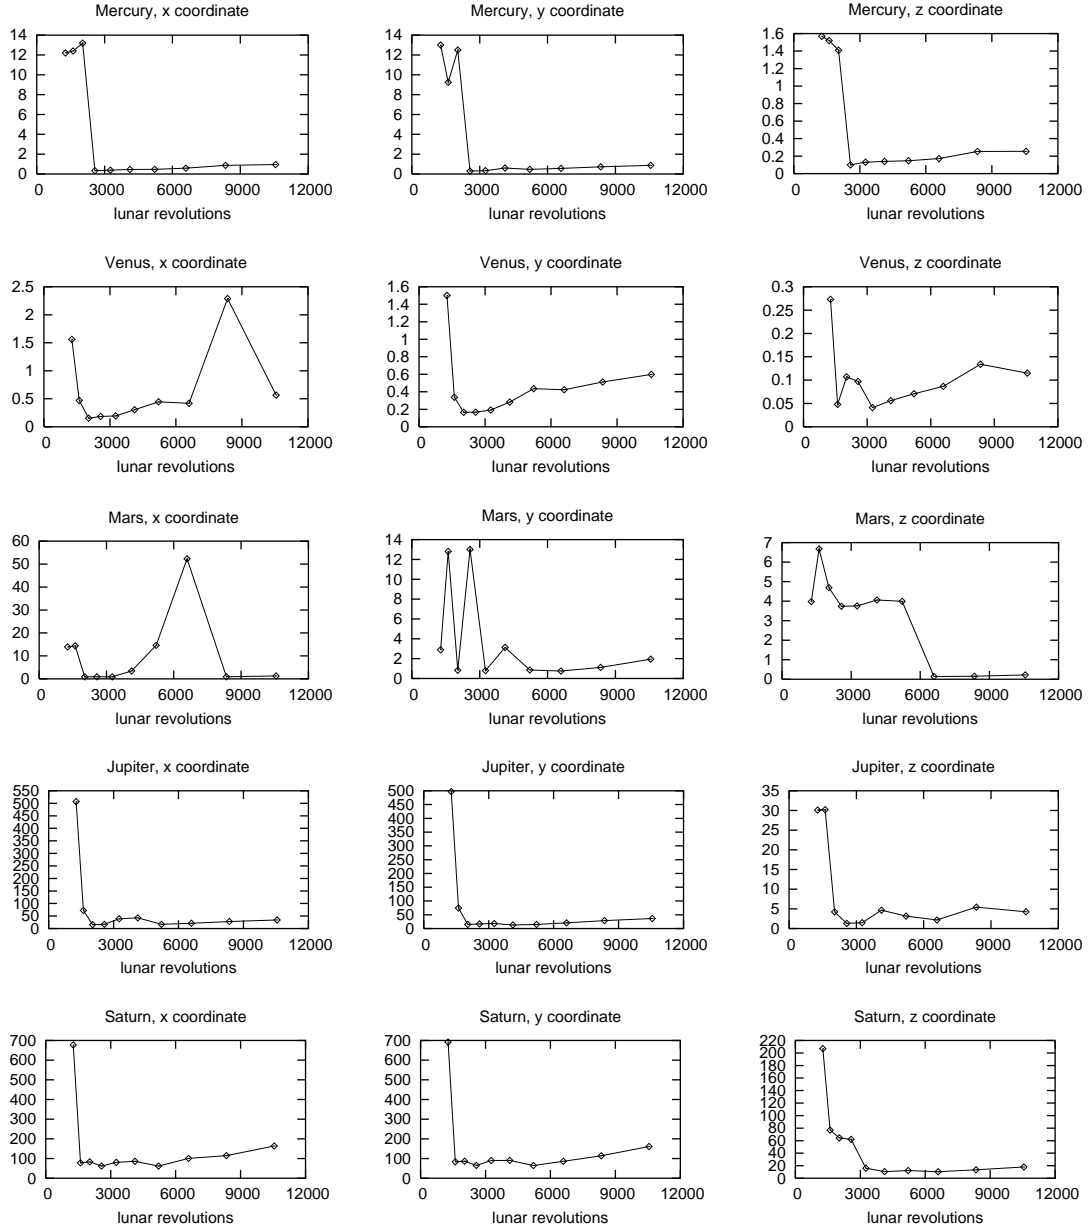 Mercury, x coordinate
14
12
10
8
6
4
2
0
0 3000 6000 9000 12000
lunar revolutions
Mercury, y coordinate
14
12
10
8
6
4
2
0
0 3000 6000 9000 12000
lunar revolutions
Mercury, z coordinate
1.6
1.4
1.2
1
0.8
0.6
0.4
0.2
0
0 3000 6000 9000 12000
lunar revolutions
Venus, x coordinate
2.5
2
1.5
1
0.5
0
0 3000 6000 9000 12000
lunar revolutions
Venus, y coordinate
1.6
1.4
1.2
1
0.8
0.6
0.4
0.2
0
0 3000 6000 9000 12000
lunar revolutions
Venus, z coordinate
0.3
0.25
0.2
0.15
0.1
0.05
0
0 3000 6000 9000 12000
lunar revolutions
Mars, x coordinate
60
50
40
30
20
10
0
0 3000 6000 9000 12000
lunar revolutions
Mars, y coordinate
14
12
10
8
6
4
2
0
0 3000 6000 9000 12000
lunar revolutions
Mars, z coordinate
7
6
5
4
3
2
1
0
0 3000 6000 9000 12000
lunar revolutions
Jupiter, x coordinate
550
500
450
400
350
300
250
200
150
100
50
0
0 3000 6000 9000 12000
lunar revolutions
Jupiter, y coordinate
500
450
400
350
300
250
200
150
100
50
0
0 3000 6000 9000 12000
lunar revolutions
Jupiter, z coordinate
35
30
25
20
15
10
5
0
0 3000 6000 9000 12000
lunar revolutions
Saturn, x coordinate
700
600
500
400
300
200
100
0
0 3000 6000 9000 12000
lunar revolutions
Saturn, y coordinate
700
600
500
400
300
200
100
0
0 3000 6000 9000 12000
lunar revolutions
Saturn, z coordinate
220
200
180
160
140
120
100
80
60
40
20
0
0 3000 6000 9000 12000
lunar revolutions